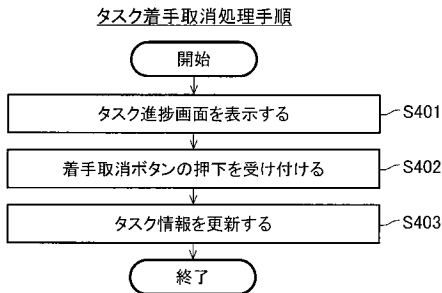 タスク着手取消処理手順
開始
タスク進捗画面を表示する S401
着手取消ボタンの押下を受け付ける S402
タスク情報を更新する S403
終了